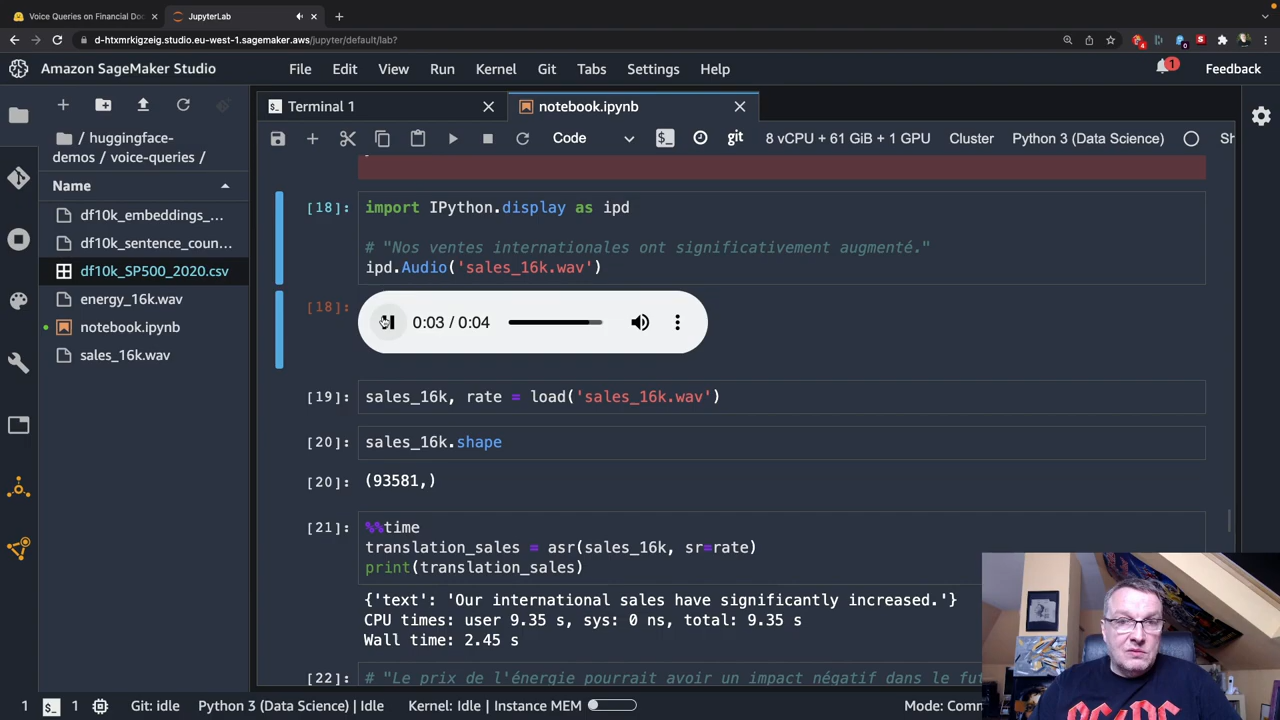 Voice Queries on Financial Doc
JupyterLab
d-htxmrkigzeig.studio.eu-west-1.sagemaker.aws/jupyter/default/lab?
Amazon SageMaker Studio
File Edit View Run Kernel Git Tabs Settings Help
1
Feedback
Terminal 1
notebook.ipynb
/ huggingface-
demos / voice-queries /
Code
git
8 vCPU + 61 GiB + 1 GPU
Cluster
Python 3 (Data Science)
Name
df10k_embeddings_...
df10k_sentence_coun...
df10k_SP500_2020.csv
energy_16k.wav
notebook.ipynb
sales_16k.wav
[18]: import IPython.display as ipd
# "Nos ventes internationales ont significativement augmenté."
ipd.Audio('sales_16k.wav')
[18]:
0:03 / 0:04
[19]: sales_16k, rate = load('sales_16k.wav')
[20]: sales_16k.shape
[20]: (93581,)
[21]: %%time
translation_sales = asr(sales_16k, sr=rate)
print(translation_sales)
{'text': 'Our international sales have significantly increased.'}
CPU times: user 9.35 s, sys: 0 ns, total: 9.35 s
Wall time: 2.45 s
[22]: # "Le prix de l'énergie pourrait avoir un impact négatif dans le fut
1
1
Git: idle
Python 3 (Data Science) | Idle
Kernel: Idle | Instance MEM
Mode: Comm
AC DC